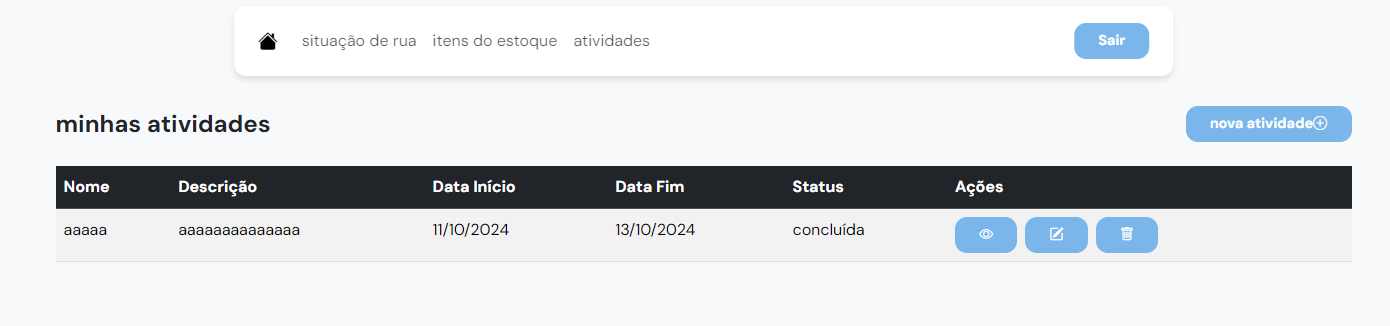 situação de rua itens do estoque atividades Sair
minhas atividades nova atividade
Nome Descrição Data Início Data Fim Status Ações
aaaaa aaaaaaaaaaaaaa 11/10/2024 13/10/2024 concluída